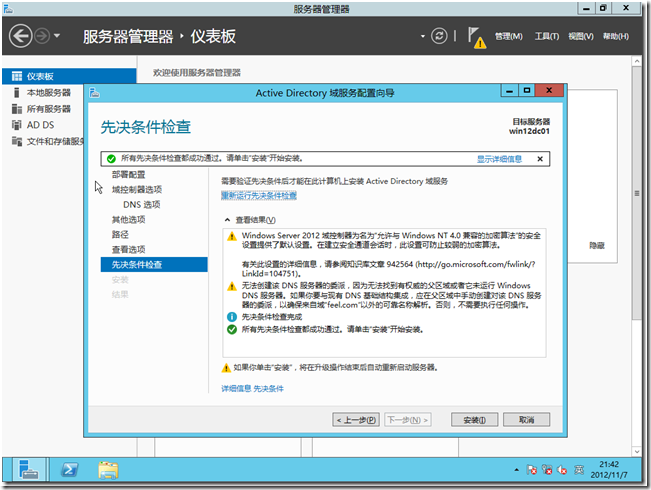 服务器管理器
服务器管理器 · 仪表板
管理(M) 工具(T) 视图(V) 帮助(H)
仪表板
本地服务器
所有服务器
AD DS
文件和存储服务
欢迎使用服务器管理器
隐藏
Active Directory 域服务配置向导
先决条件检查
目标服务器
win12dc01
所有先决条件检查都成功通过。请单击"安装"开始安装。
显示详细信息
部署配置
域控制器选项
DNS 选项
其他选项
路径
查看选项
先决条件检查
安装
结果
需要验证先决条件后才能在此计算机上安装 Active Directory 域服务
重新运行先决条件检查
查看结果(V)
Windows Server 2012 域控制器为名为"允许与 Windows NT 4.0 兼容的加密算法"的安
全设置提供了默认设置。在建立安全通道会话时，此设置可防止较弱的加密算法。
有关此设置的详细信息，请参阅知识库文章 942564 (http://go.microsoft.com/fwlink/?
LinkId=104751)。
无法创建该 DNS 服务器的委派，因为无法找到有权威的父区域或者它未运行 Windows
DNS 服务器。如果你要与现有 DNS 基础结构集成，应在父区域中手动创建对该 DNS 服务
器的委派，以确保来自域"feel.com"以外的可靠名称解析。否则，不需要执行任何操作。
先决条件检查完成
所有先决条件检查都成功通过。请单击"安装"开始安装。
如果你单击"安装"，将在升级操作结束后自动重新启动服务器。
详细信息 先决条件
< 上一步(P)
下一步(N) >
安装(I)
取消
21:42
2012/11/7